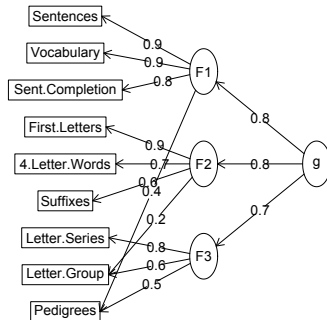 Sentences
0.9
Vocabulary
0.9
F1
Sent.Completion
0.8
0.8
First.Letters
0.9
4.Letter.Words
0.7
F2
0.8
g
0.6
0.4
Suffixes
0.2
0.7
Letter.Series
0.8
F3
Letter.Group
0.6
0.5
Pedigrees